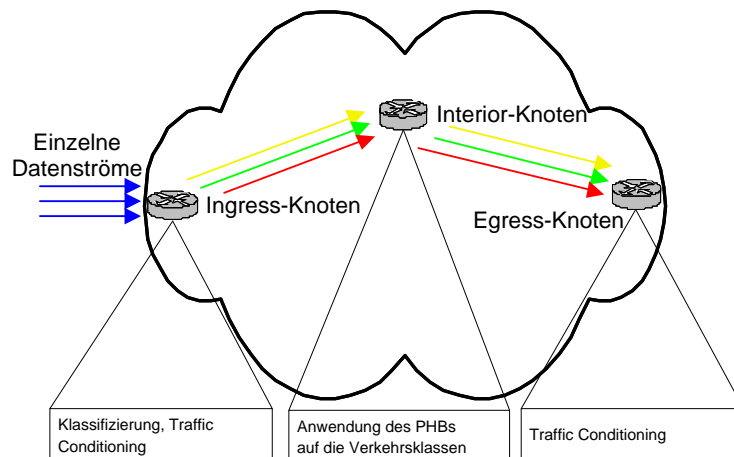 Interior-Knoten
Einzelne
Datenströme
Ingress-Knoten
Egress-Knoten
Klassifizierung, Traffic
Conditioning
Anwendung des PHBs
auf die Verkehrsklassen
Traffic Conditioning